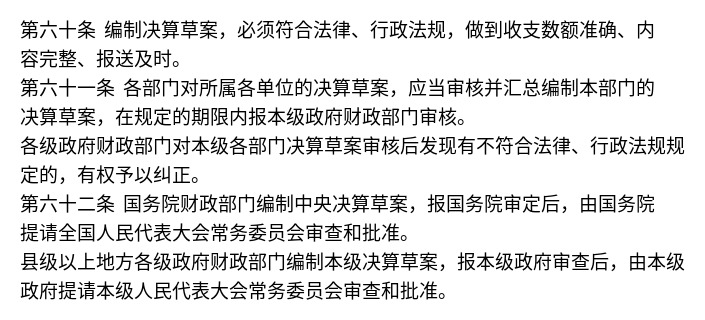 第六十条 编制决算草案，必须符合法律、行政法规，做到收支数额准确、内
容完整、报送及时。
第六十一条 各部门对所属各单位的决算草案，应当审核并汇总编制本部门的
决算草案，在规定的期限内报本级政府财政部门审核。
各级政府财政部门对本级各部门决算草案审核后发现有不符合法律、行政法规规
定的，有权予以纠正。
第六十二条 国务院财政部门编制中央决算草案，报国务院审定后，由国务院
提请全国人民代表大会常务委员会审查和批准。
县级以上地方各级政府财政部门编制本级决算草案，报本级政府审查后，由本级
政府提请本级人民代表大会常务委员会审查和批准。